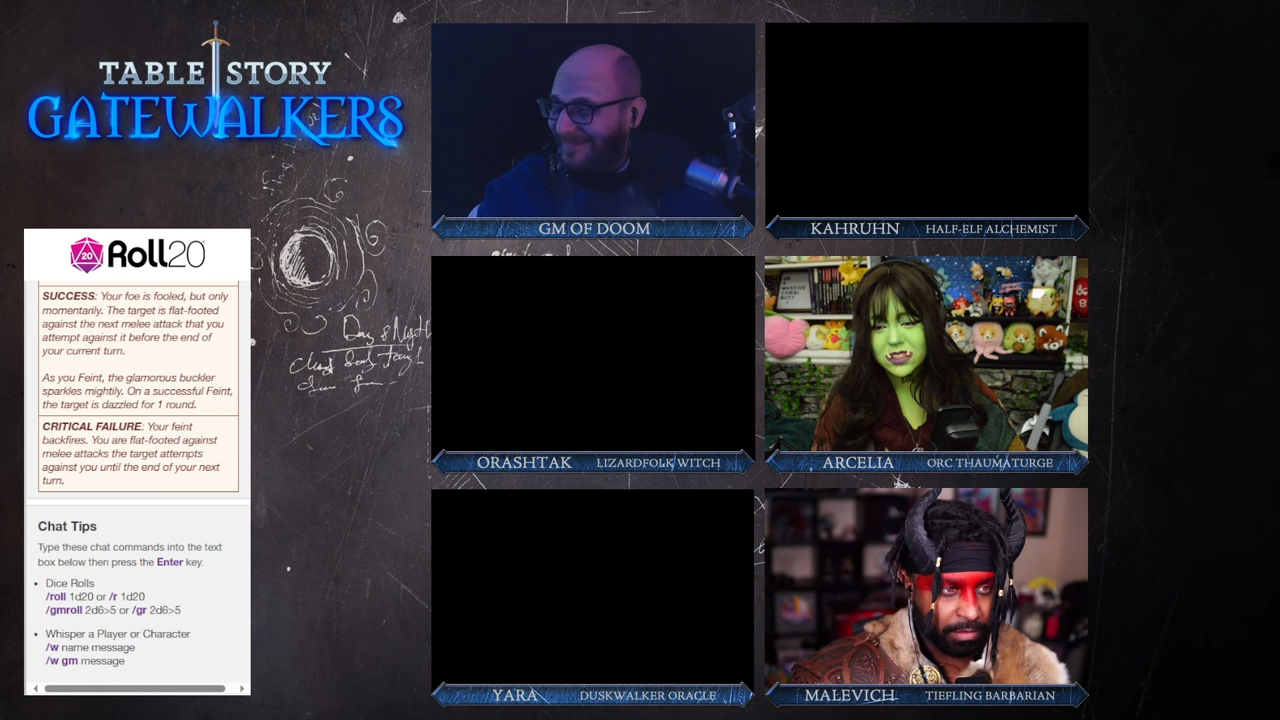 TABLE STORY
GATEWALKERS
Roll20
SUCCESS: Your foe is fooled, but only
momentarily. The target is flat-footed
against the next melee attack that you
attempt against it before the end of
your current turn.
As you Feint, the glamorous buckler
sparkles mightily. On a successful Feint,
the target is dazzled for 1 round.
CRITICAL FAILURE: Your feint
backfires. You are flat-footed against
melee attacks the target attempts
against you until the end of your next
turn.
Chat Tips
Type these chat commands into the text
box below then press the Enter key.
Dice Rolls
/roll 1d20 or /r 1d20
/gmroll 2d6>5 or /gr 2d6>5
Whisper a Player or Character
/w name message
/w gm message
GM OF DOOM
KAHRUHN HALF-ELF ALCHEMIST
ORASHTAK LIZARDFOLK WITCH
MASSIVE
CORGI
BUTT
ARCELIA ORC THAUMATURGE
YARA DUSKWALKER ORACLE
MALEVICH TIEFLING BARBARIAN